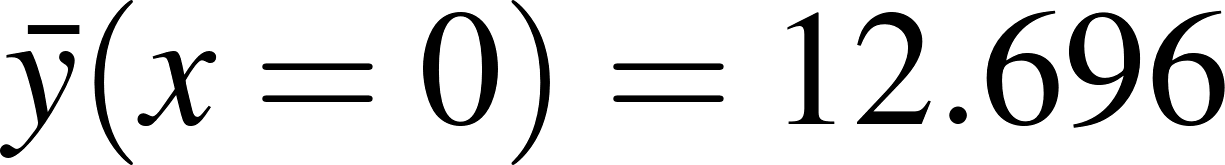 ȳ(x = 0) = 12.696